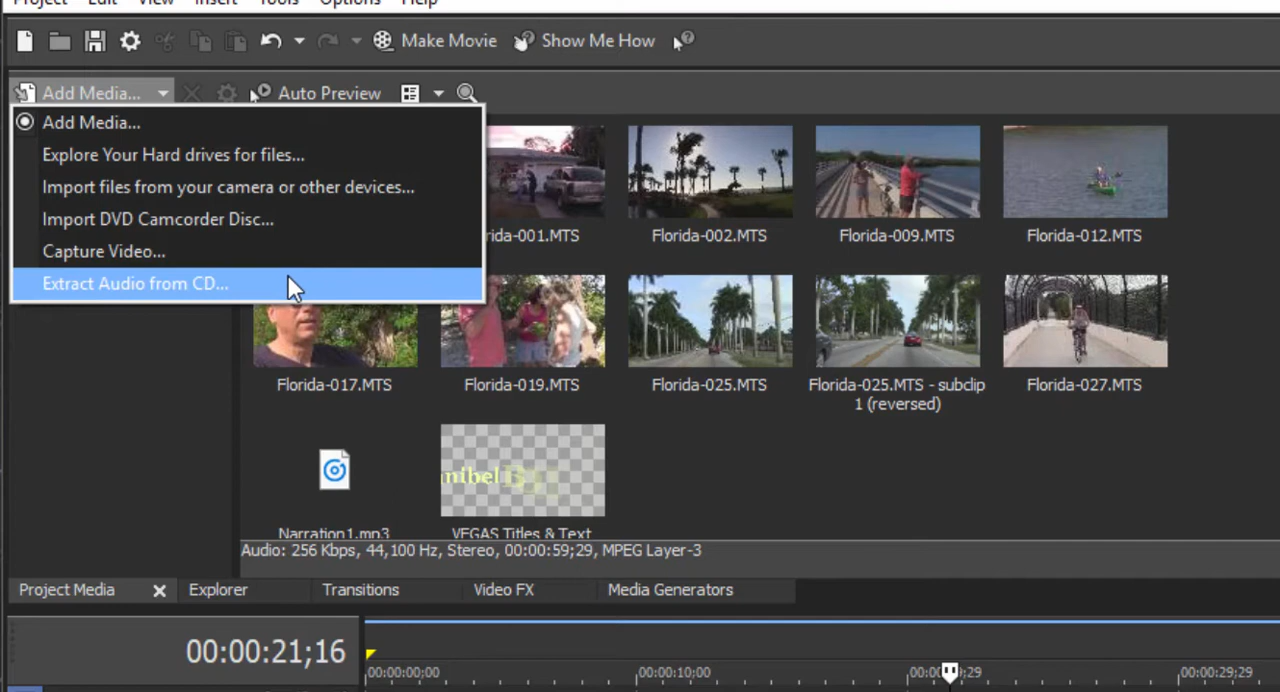 Project Edit View Insert Tools Options Help
Make Movie Show Me How
Add Media... Auto Preview
Add Media...
Explore Your Hard drives for files...
Import files from your camera or other devices...
Import DVD Camcorder Disc...
Capture Video...
Extract Audio from CD...
rida-001.MTS Florida-002.MTS Florida-009.MTS Florida-012.MTS
Florida-017.MTS Florida-019.MTS Florida-025.MTS Florida-025.MTS - subclip Florida-027.MTS
1 (reversed)
nibel
Narration1.mp3 VEGAS Titles & Text
Audio: 256 Kbps, 44,100 Hz, Stereo, 00:00:59;29, MPEG Layer-3
Project Media Explorer Transitions Video FX Media Generators
00:00:21;16
00:00:00;00 00:00:10;00 00:00 ;29 00:00:29;29